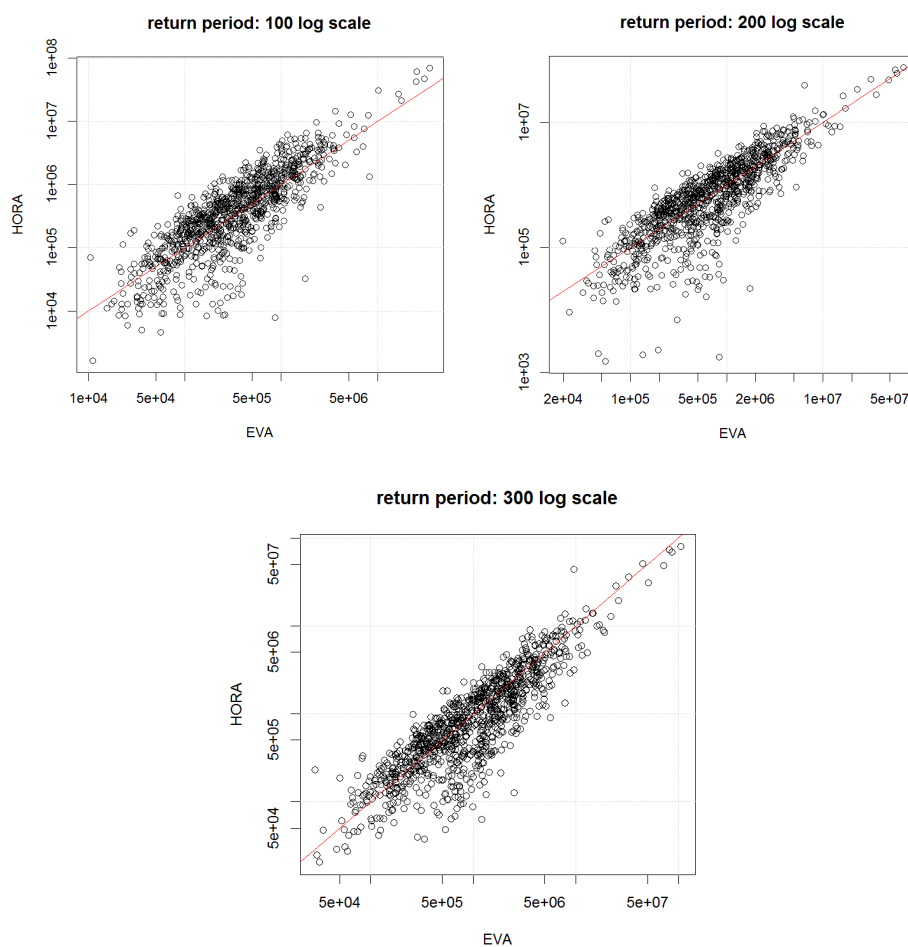 return period: 100 log scale
HORA
1e+08
1e+07
1e+06
1e+05
1e+04
1e+04 5e+04 5e+05 5e+06
EVA
return period: 200 log scale
HORA
1e+07
1e+05
1e+03
2e+04 1e+05 5e+05 2e+06 1e+07 5e+07
EVA
return period: 300 log scale
HORA
5e+07
5e+06
5e+05
5e+04
5e+04 5e+05 5e+06 5e+07
EVA